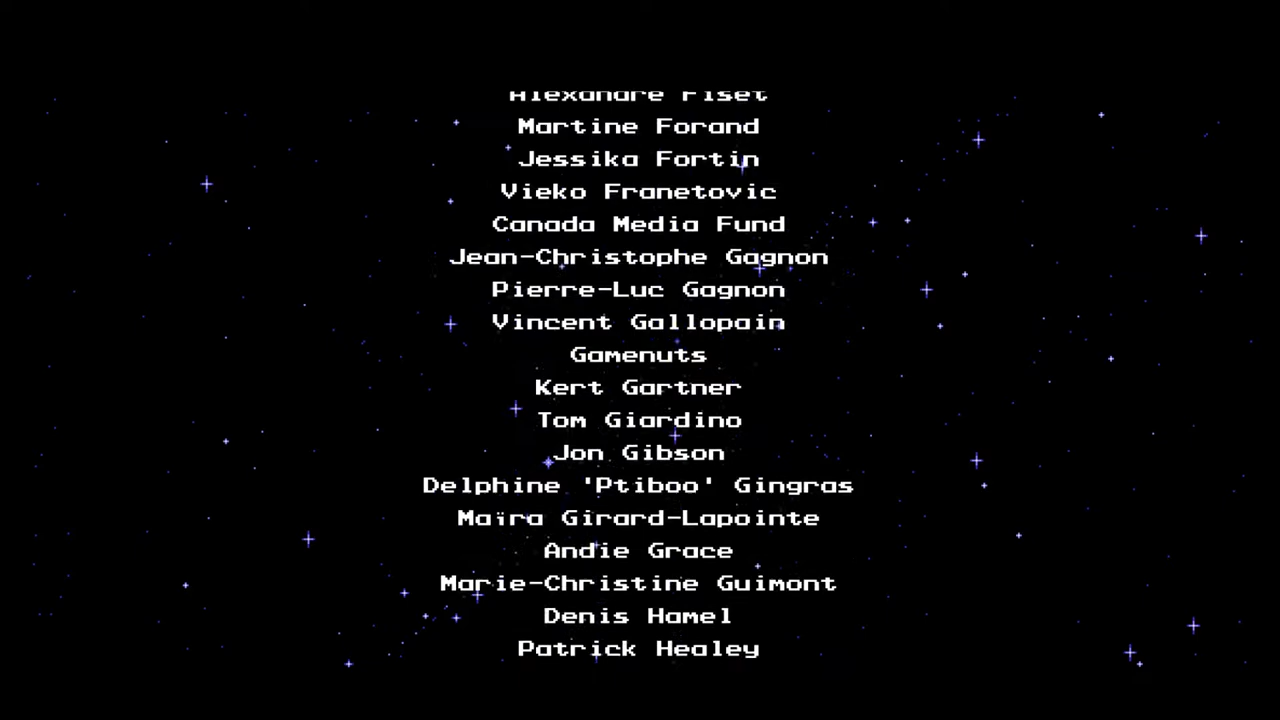 Alexandre Fiset
Martine Forand
Jessika Fortin
Vieko Franetovic
Canada Media Fund
Jean-Christophe Gagnon
Pierre-Luc Gagnon
Vincent Gallopain
Gamenuts
Kert Gartner
Tom Giardino
Jon Gibson
Delphine 'Ptiboo' Gingras
Maïra Girard-Lapointe
Andie Grace
Marie-Christine Guimont
Denis Hamel
Patrick Healey